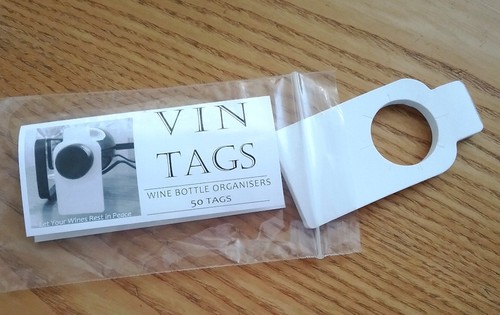 VIN
TAGS
WINE BOTTLE ORGANISERS
50 TAGS
Let Your Wines Rest in Peace